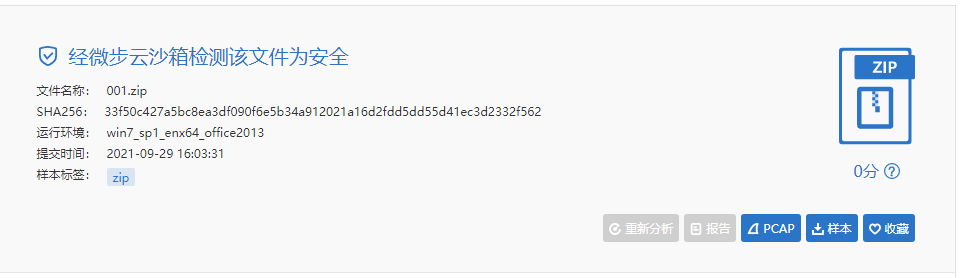 经微步云沙箱检测该文件为安全
文件名称： 001.zip
SHA256： 33f50c427a5bc8ea3df090f6e5b34a912021a16d2fdd5dd55d41ec3d2332f562
运行环境： win7_sp1_enx64_office2013
提交时间： 2021-09-29 16:03:31
样本标签： zip
ZIP
0分 ?
重新分析 报告 PCAP 样本 收藏